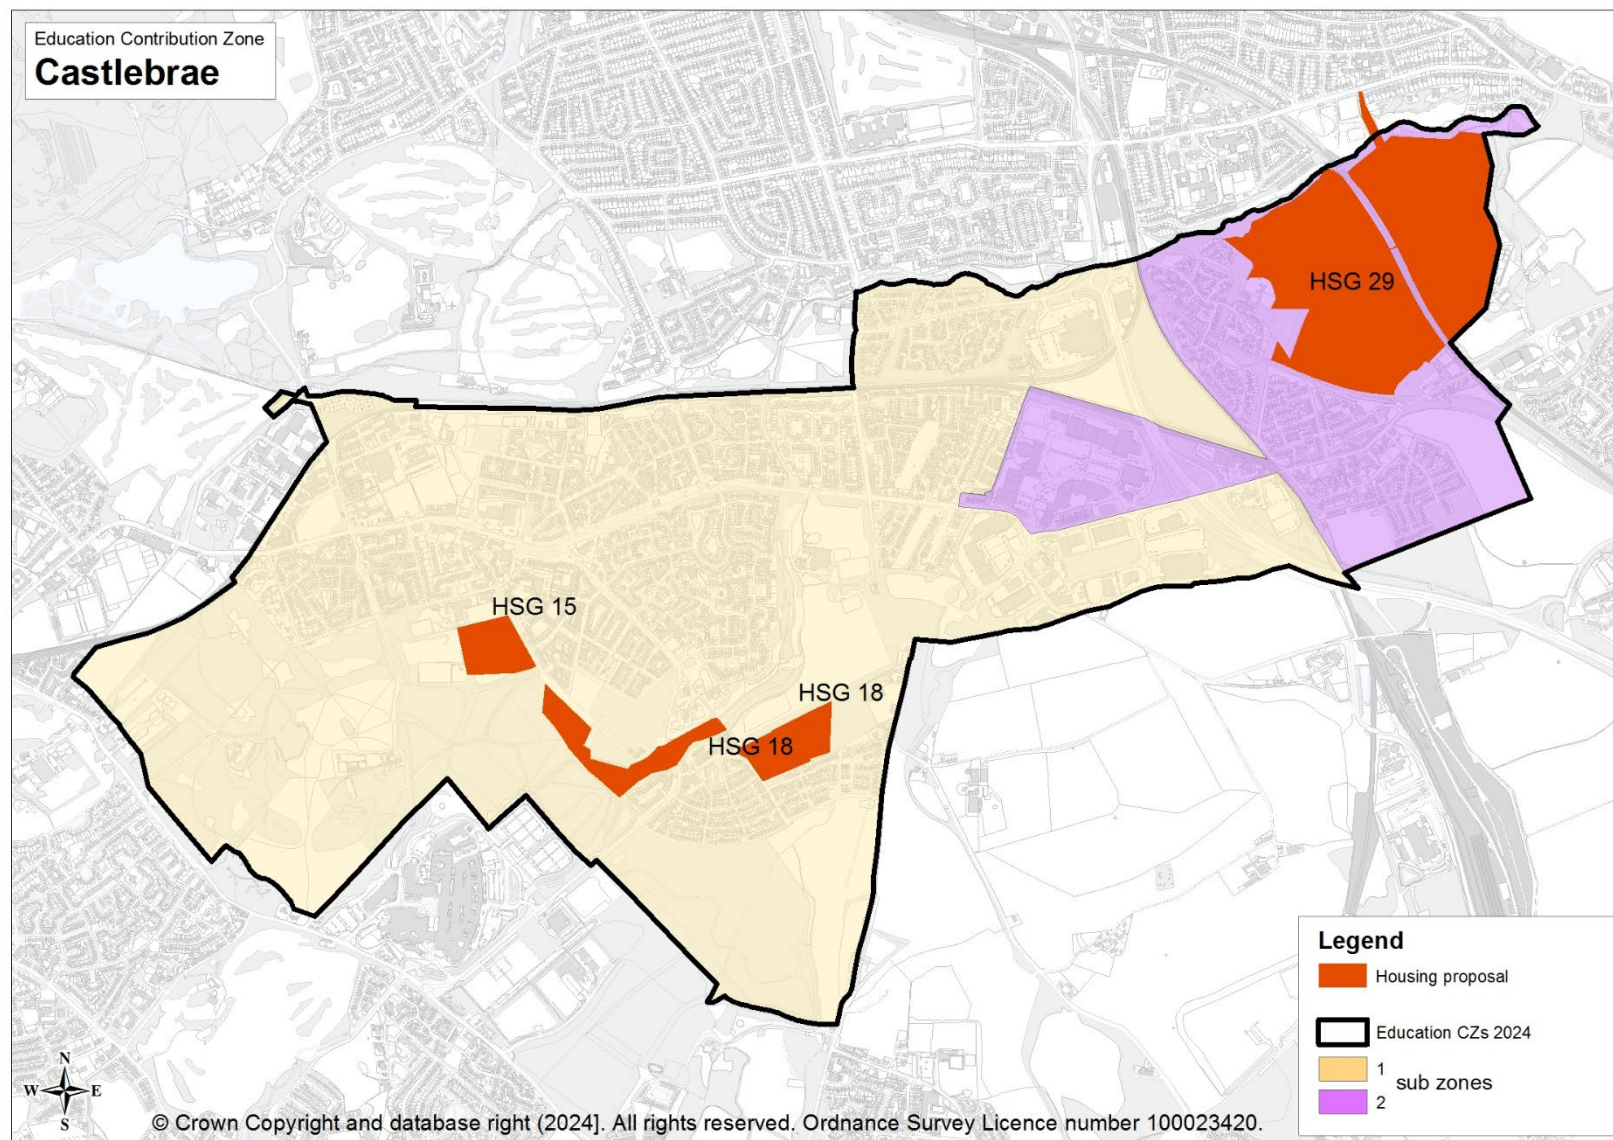 Education Contribution Zone
Castlebrae
HSG 29
HSG 15
HSG 18
HSG 18
Legend
Housing proposal
Education CZs 2024
1
sub zones
2
N
W E
S
© Crown Copyright and database right (2024]. All rights reserved. Ordnance Survey Licence number 100023420.